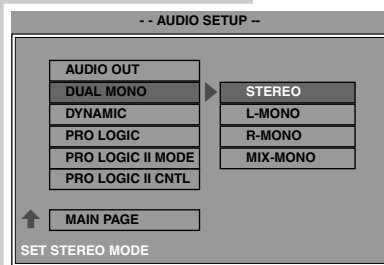 - - AUDIO SETUP --
AUDIO OUT
DUAL MONO
DYNAMIC
PRO LOGIC
PRO LOGIC II MODE
PRO LOGIC II CNTL
STEREO
L-MONO
R-MONO
MIX-MONO
MAIN PAGE
SET STEREO MODE